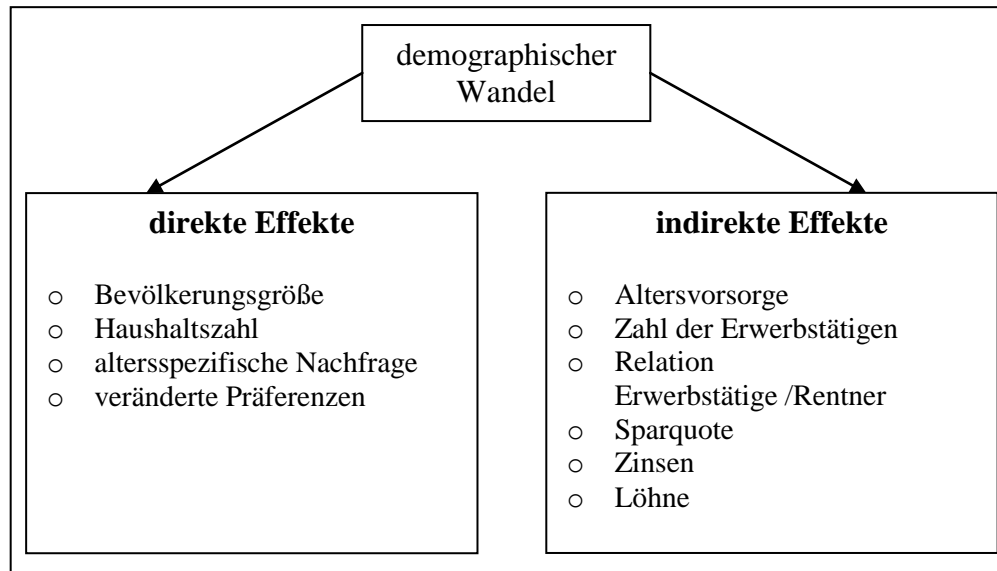 demographischer
Wandel
direkte Effekte
o Bevölkerungsgröße
o Haushaltszahl
o altersspezifische Nachfrage
o veränderte Präferenzen
indirekte Effekte
o Altersvorsorge
o Zahl der Erwerbstätigen
o Relation
Erwerbstätige /Rentner
o Sparquote
o Zinsen
o Löhne